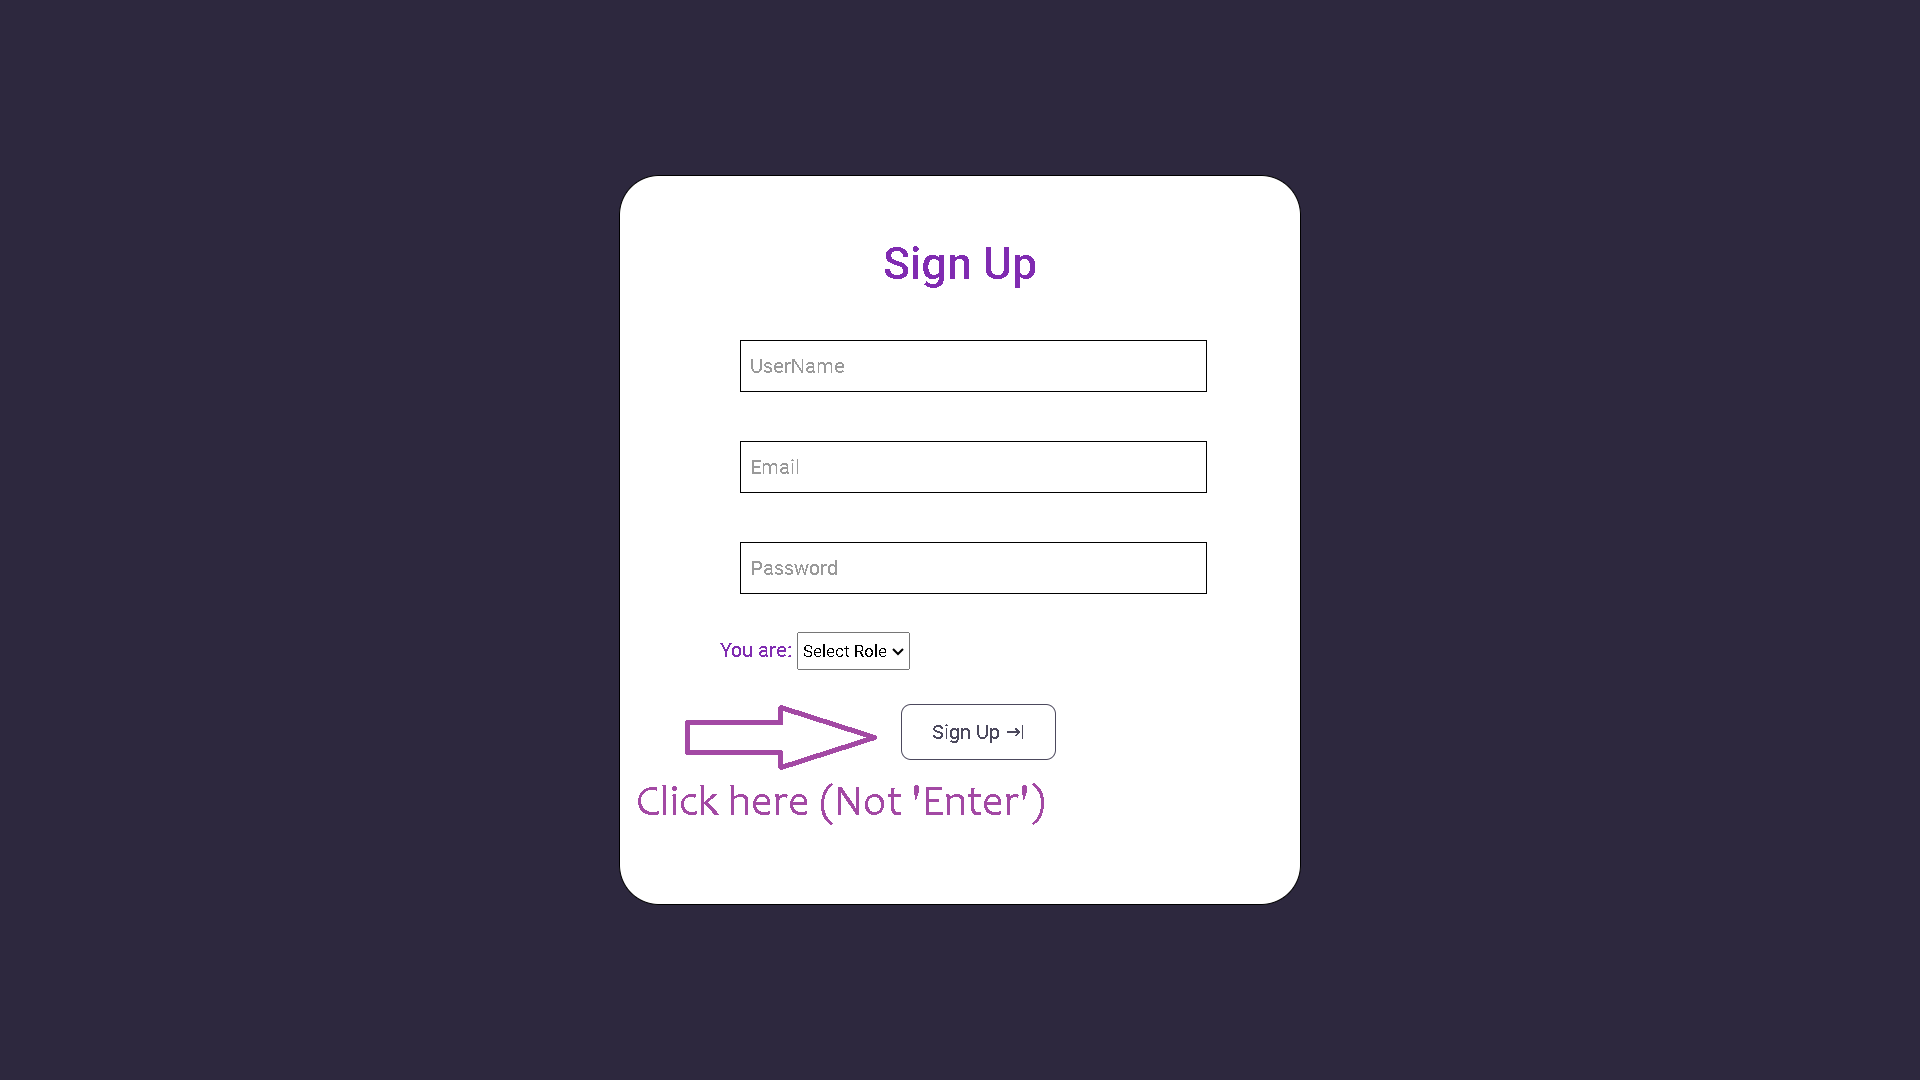 Sign Up
UserName
Email
Password
You are: Select Role
Sign Up
Click here (Not 'Enter')